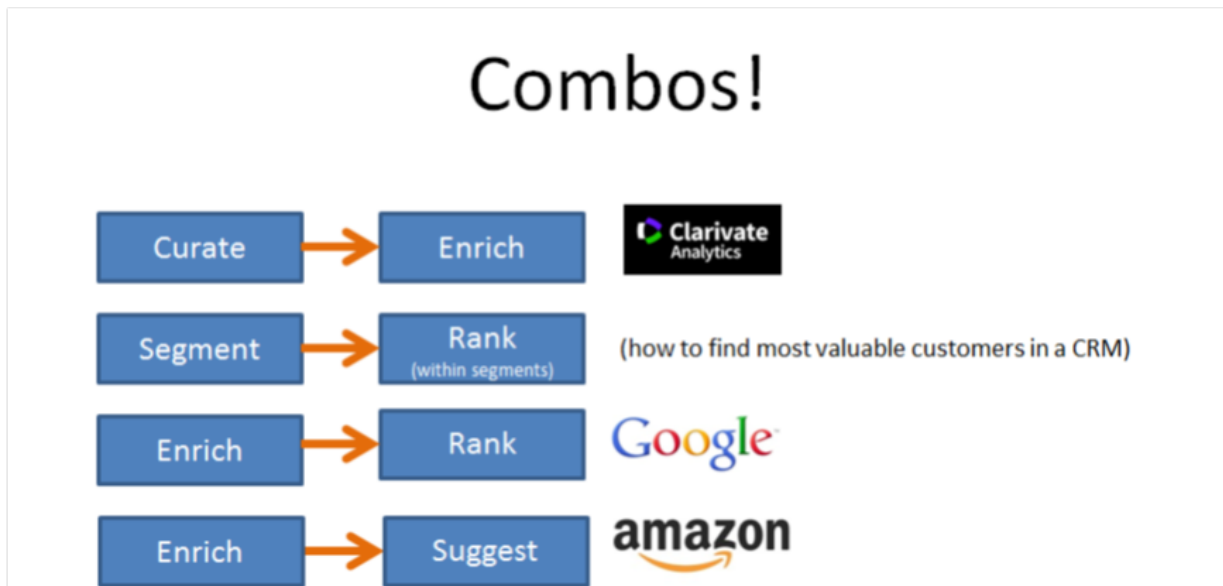 Combos!
Curate
Enrich
Clarivate
Analytics
Segment
Rank
(within segments)
(how to find most valuable customers in a CRM)
Enrich
Rank
Google
Enrich
Suggest
amazon